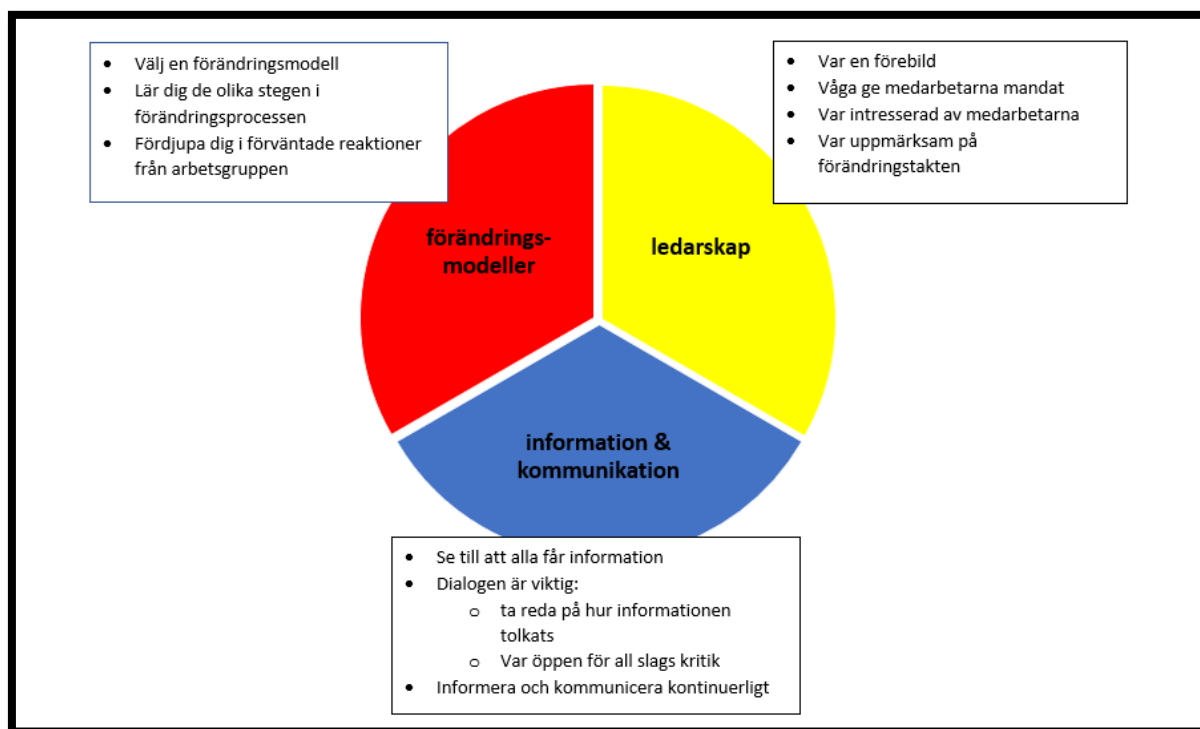 • Välj en förändringsmodell
• Lär dig de olika stegen i
förändringsprocessen
• Fördjupa dig i förväntade reaktioner
från arbetsgruppen
• Var en förebild
• Våga ge medarbetarna mandat
• Var intresserad av medarbetarna
• Var uppmärksam på
förändringstakten
förändrings-
modeller
ledarskap
information &
kommunikation
• Se till att alla får information
• Dialogen är viktig:
o ta reda på hur informationen
tolkats
o Var öppen för all slags kritik
• Informera och kommunicera kontinuerligt